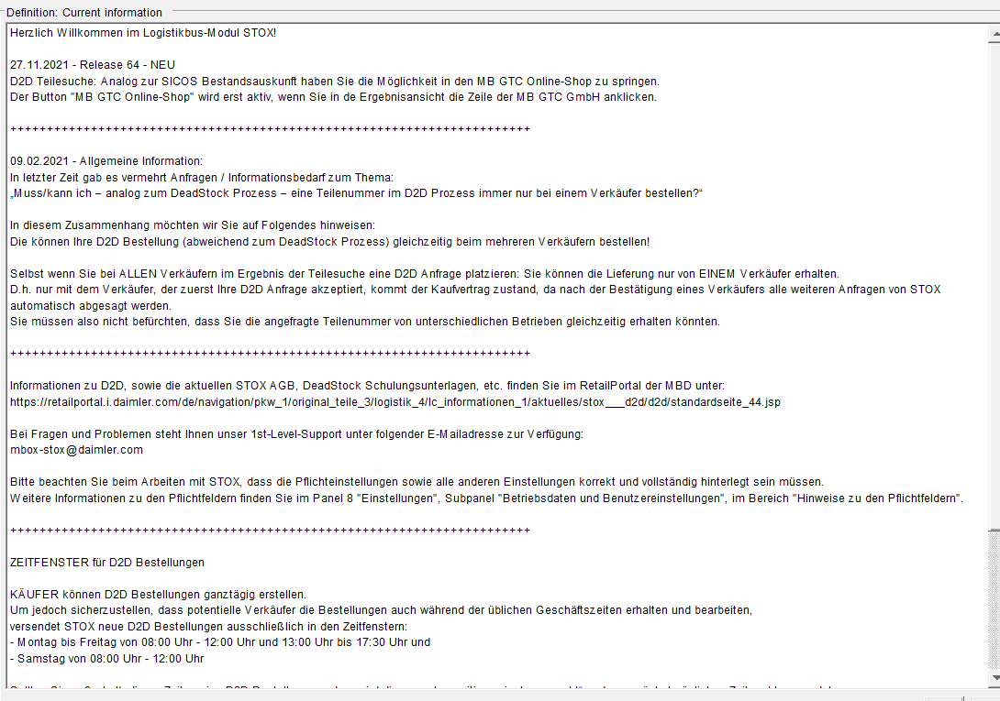 Definition: Current information
Herzlich Willkommen im Logistikbus-Modul STOX!
27.11.2021 - Release 64 - NEU
D2D Teilesuche: Analog zur SICOS Bestandsauskunft haben Sie die Möglichkeit in den MB GTC Online-Shop zu springen.
Der Button "MB GTC Online-Shop" wird erst aktiv, wenn Sie in de Ergebnisansicht die Zeile der MB GTC GmbH anklicken.
+++++++++++++++++++++++++++++++++++++++++++++++++++++++++++++++++++++++
09.02.2021 - Allgemeine Information:
In letzter Zeit gab es vermehrt Anfragen / Informationsbedarf zum Thema:
„Muss/kann ich – analog zum DeadStock Prozess – eine Teilenummer im D2D Prozess immer nur bei einem Verkäufer bestellen?“
In diesem Zusammenhang möchten wir Sie auf Folgendes hinweisen:
Die können Ihre D2D Bestellung (abweichend zum DeadStock Prozess) gleichzeitig beim mehreren Verkäufern bestellen!
Selbst wenn Sie bei ALLEN Verkäufern im Ergebnis der Teilesuche eine D2D Anfrage platzieren: Sie können die Lieferung nur von EINEM Verkäufer erhalten.
D.h. nur mit dem Verkäufer, der zuerst Ihre D2D Anfrage akzeptiert, kommt der Kaufvertrag zustand, da nach der Bestätigung eines Verkäufers alle weiteren Anfragen von STOX
automatisch abgesagt werden.
Sie müssen also nicht befürchten, dass Sie die angefragte Teilenummer von unterschiedlichen Betrieben gleichzeitig erhalten könnten.
+++++++++++++++++++++++++++++++++++++++++++++++++++++++++++++++++++++++
Informationen zu D2D, sowie die aktuellen STOX AGB, DeadStock Schulungsunterlagen, etc. finden Sie im RetailPortal der MBD unter:
https://retailportal.i.daimler.com/de/navigation/pkw_1/original_teile_3/logistik_4/lc_informationen_1/aktuelles/stox___d2d/d2d/standardseite_44.jsp
Bei Fragen und Problemen steht Ihnen unser 1st-Level-Support unter folgender E-Mailadresse zur Verfügung:
mbox-stox@daimler.com
Bitte beachten Sie beim Arbeiten mit STOX, dass die Pflichteinstellungen sowie alle anderen Einstellungen korrekt und vollständig hinterlegt sein müssen.
Weitere Informationen zu den Pflichtfeldern finden Sie im Panel 8 "Einstellungen", Subpanel "Betriebsdaten und Benutzereinstellungen", im Bereich "Hinweise zu den Pflichtfeldern".
+++++++++++++++++++++++++++++++++++++++++++++++++++++++++++++++++++++++
ZEITFENSTER für D2D Bestellungen
KÄUFER können D2D Bestellungen ganztägig erstellen.
Um jedoch sicherzustellen, dass potentielle Verkäufer die Bestellungen auch während der üblichen Geschäftszeiten erhalten und bearbeiten,
versendet STOX neue D2D Bestellungen ausschließlich in den Zeitfenstern:
- Montag bis Freitag von 08:00 Uhr - 12:00 Uhr und 13:00 Uhr bis 17:30 Uhr und
- Samstag von 08:00 Uhr - 12:00 Uhr